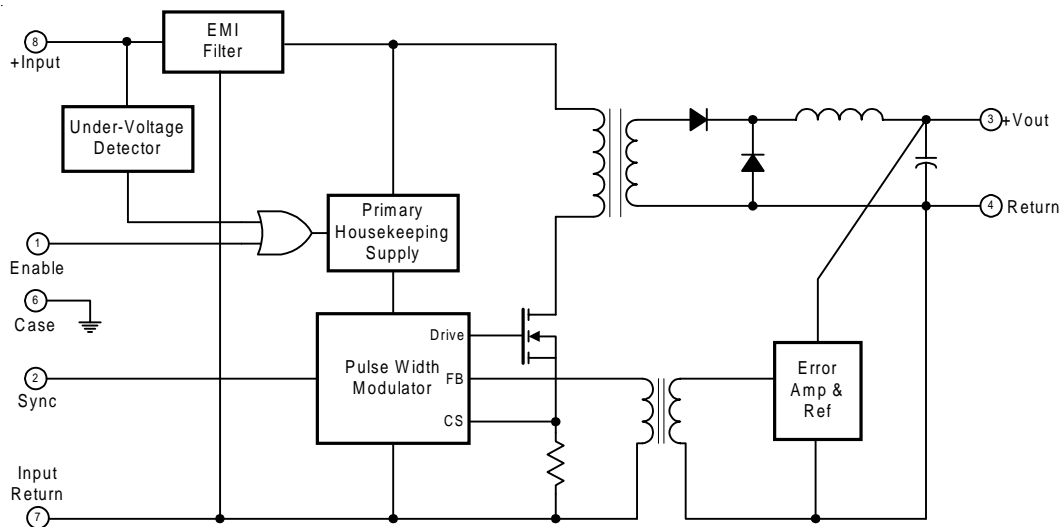 8
+Input
EMI
Filter
Under-Voltage
Detector
3
+Vout
Primary
Housekeeping
Supply
4
Return
1
Enable
6
Case
Drive
Pulse Width
Modulator
FB
CS
2
Sync
Error
Amp &
Ref
Input
Return
7